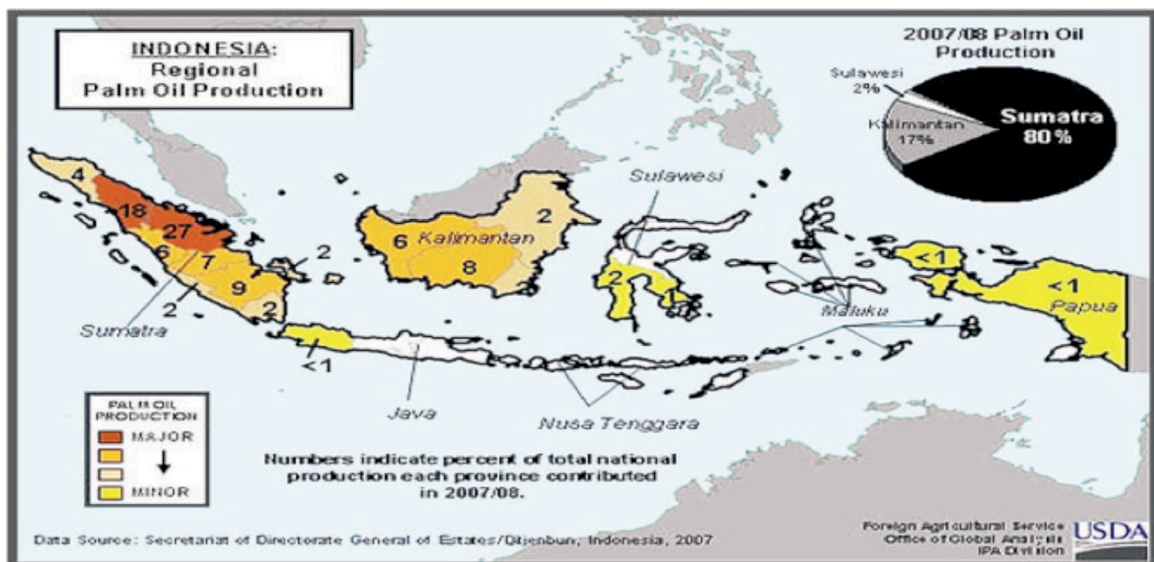 INDONESIA:
Regional
Palm Oil Production
2007/08 Palm Oil
Production
Sulawesi
2%
Kalimantan
17%
Sumatra
80%
4
18
27
6
7
9
2
2
2
Sumatra
6
Kalimantan
8
2
Sulawesi
2
1
<1
<1
Papua
Maluku
<1
Java
Nusa Tenggara
PALM OIL
PRODUCTION
MAJOR
MINOR
Numbers indicate percent of total national
production each province contributed
in 2007/08.
Data Source: Secretariat of Directorate General of Estates/Ditjenbun, Indonesia, 2007
Foreign Agricultural Service
Office of Global Analysis
IPA Division
USDA